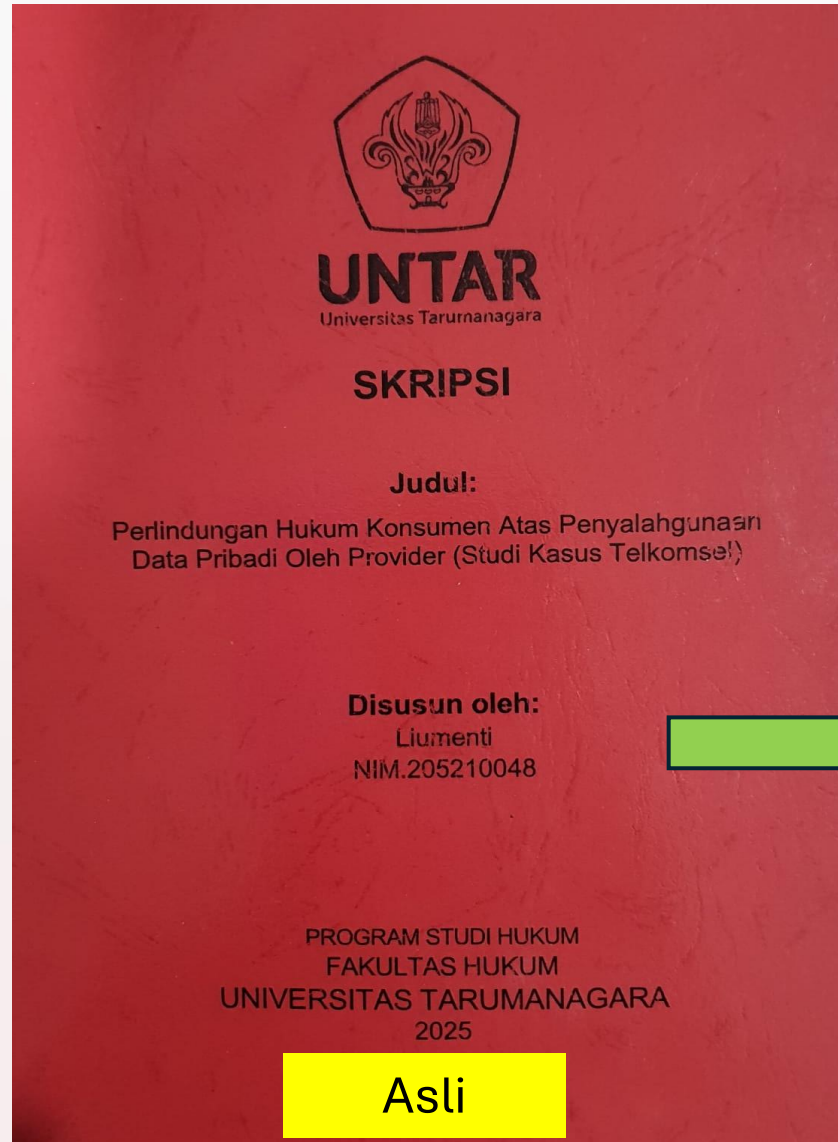 UNTAR
Universitas Tarumanagara
SKRIPSI
Judul:
Perlindungan Hukum Konsumen Atas Penyalahgunaan
Data Pribadi Oleh Provider (Studi Kasus Telkomsel)
Disusun oleh:
Liumenti
NIM.205210048
PROGRAM STUDI HUKUM
FAKULTAS HUKUM
UNIVERSITAS TARUMANAGARA
2025
Asli